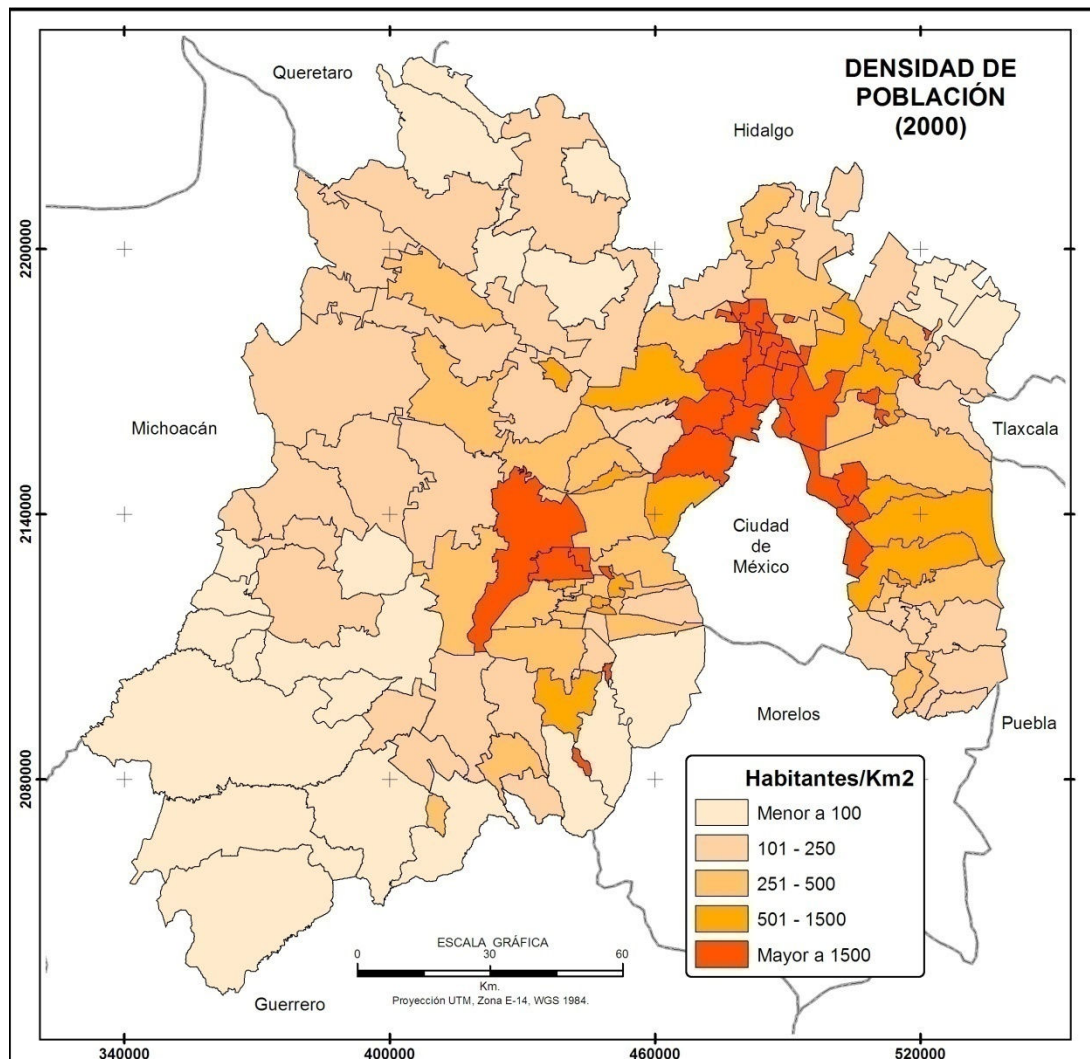 DENSIDAD DE
POBLACIÓN
(2000)
Queretaro
Hidalgo
Michoacán
Tlaxcala
Ciudad
de
México
Morelos
Puebla
Guerrero
2200000
2140000
2080000
Habitantes/Km2
Menor a 100
101 - 250
251 - 500
501 - 1500
Mayor a 1500
ESCALA GRÁFICA
0 30 60
Km.
Proyección UTM, Zona E-14, WGS 1984.
340000 400000 460000 520000